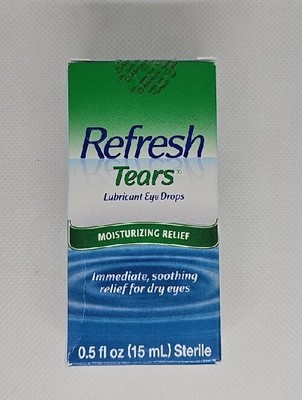 Refresh
Tears™
Lubricant Eye Drops
MOISTURIZING RELIEF
Immediate, soothing
relief for dry eyes
0.5 fl oz (15 mL) Sterile